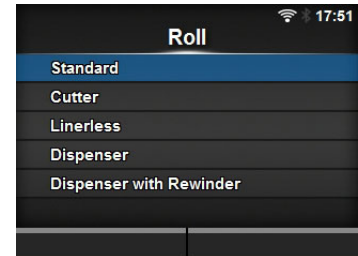 17:51
Roll
Standard
Cutter
Linerless
Dispenser
Dispenser with Rewinder